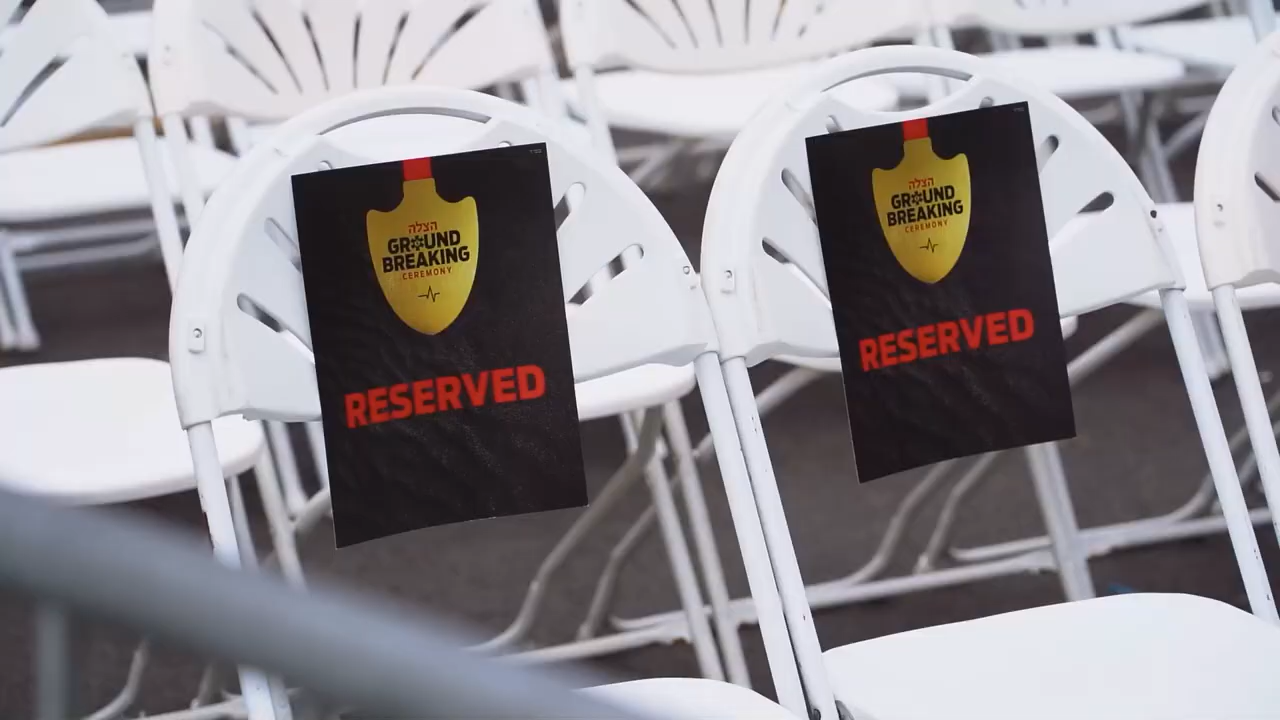 הצלה
GROUND
BREAKING
CEREMONY
RESERVED
הצלה
GROUND
BREAKING
CEREMONY
RESERVED